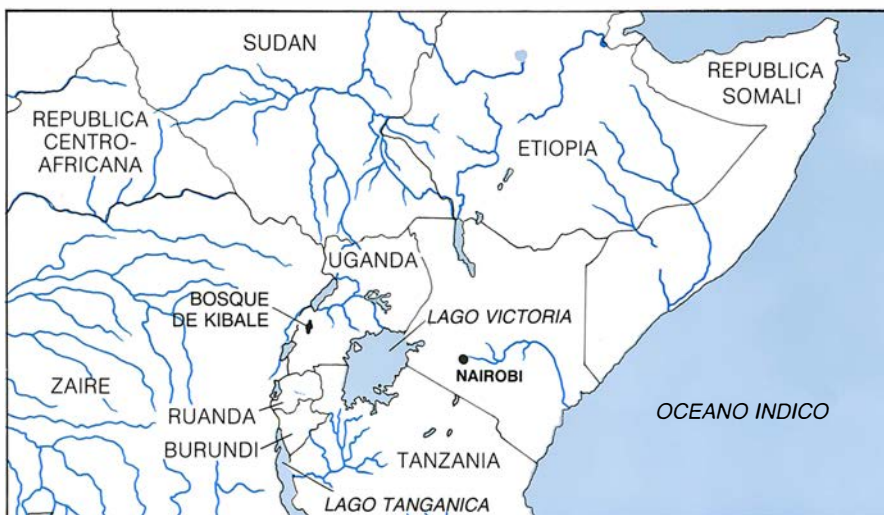 SUDAN
REPUBLICA
SOMALI
REPUBLICA
CENTRO-
AFRICANA
ETIOPIA
UGANDA
BOSQUE
DE KIBALE
LAGO VICTORIA
NAIROBI
ZAIRE
RUANDA
OCEANO INDICO
BURUNDI
TANZANIA
LAGO TANGANICA